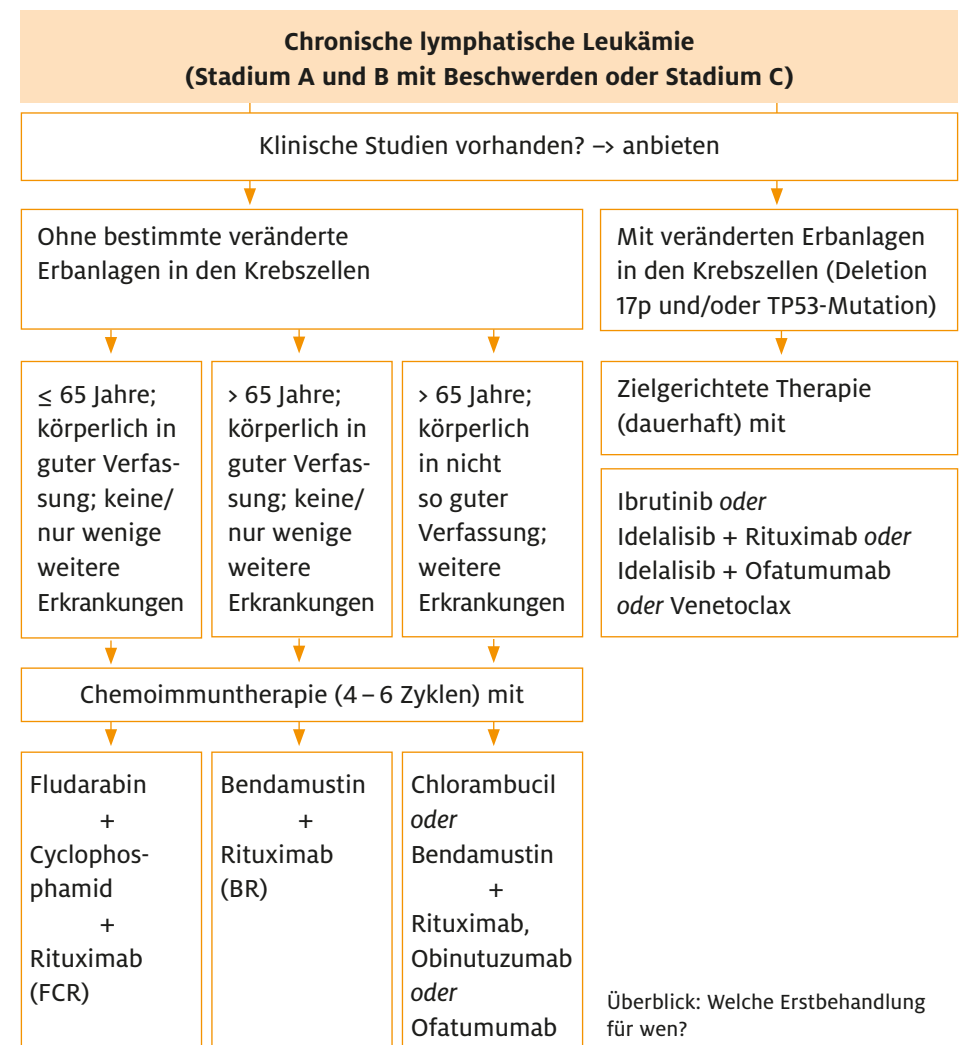 Chronische lymphatische Leukämie
(Stadium A und B mit Beschwerden oder Stadium C)
Klinische Studien vorhanden? –> anbieten
Ohne bestimmte veränderte
Erbanlagen in den Krebszellen
Mit veränderten Erbanlagen
in den Krebszellen (Deletion
17p und/oder TP53-Mutation)
≤ 65 Jahre;
körperlich in
guter Verfas-
sung; keine/
nur wenige
weitere
Erkrankungen
> 65 Jahre;
körperlich in
guter Verfas-
sung; keine/
nur wenige
weitere
Erkrankungen
> 65 Jahre;
körperlich
in nicht
so guter
Verfassung;
weitere
Erkrankungen
Zielgerichtete Therapie
(dauerhaft) mit
Ibrutinib oder
Idelalisib + Rituximab oder
Idelalisib + Ofatumumab
oder Venetoclax
Chemoimmuntherapie (4 – 6 Zyklen) mit
Fludarabin
+
Cyclophos-
phamid
+
Rituximab
(FCR)
Bendamustin
+
Rituximab
(BR)
Chlorambucil
oder
Bendamustin
+
Rituximab,
Obinutuzumab
oder
Ofatumumab
Überblick: Welche Erstbehandlung
für wen?